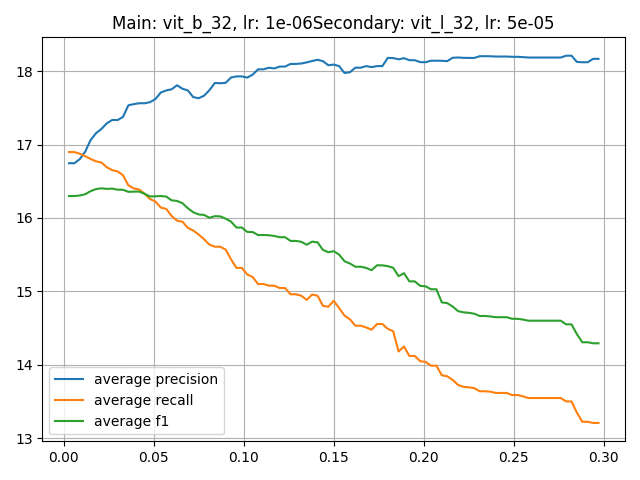 Main: vit_b_32, lr: 1e-06Secondary: vit_l_32, lr: 5e-05
18
17
16
15
14
13
average precision
average recall
average f1
0.00 0.05 0.10 0.15 0.20 0.25 0.30